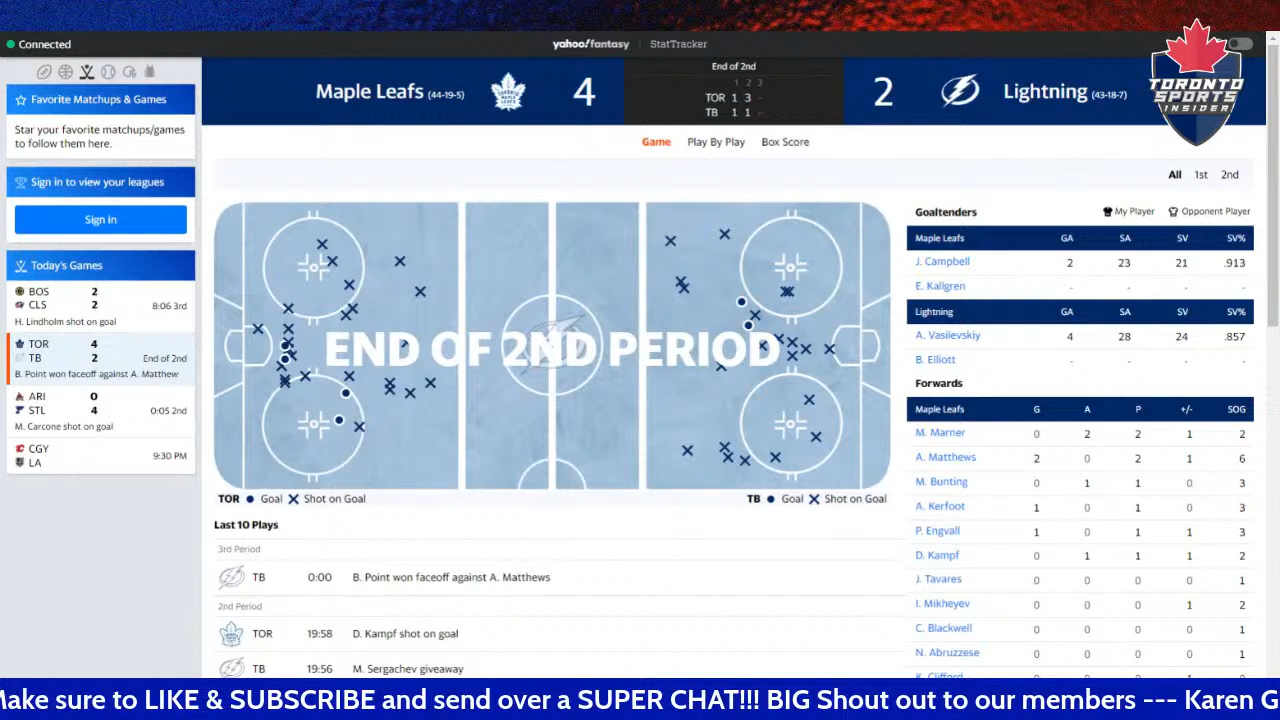 Connected
yahoo!fantasy
StatTracker
TORONTO
SPORTS
INSIDER
Favorite Matchups & Games
Star your favorite matchups/games
to follow them here.
Sign in to view your leagues
Sign in
Today's Games
BOS 2
CLS 2 8:06 3rd
H. Lindholm shot on goal
TOR 4
TB 2 End of 2nd
B. Point won faceoff against A. Matthew
ARI 0
STL 4 0:05 2nd
M. Carcone shot on goal
CGY
LA 9:30 PM
Maple Leafs (44-19-5) 4
End of 2nd
1 2 3
TOR 1 3 -
TB 1 1 -
2 Lightning (43-18-7)
Game Play By Play Box Score
All 1st 2nd
END OF 2ND PERIOD
TOR Goal Shot on Goal
TB Goal Shot on Goal
Last 10 Plays
3rd Period
TB 0:00 B. Point won faceoff against A. Matthews
2nd Period
TOR 19:58 D. Kampf shot on goal
TB 19:56 M. Sergachev giveaway
Goaltenders My Player Opponent Player
Maple Leafs GA SA SV SV%
J. Campbell 2 23 21 .913
E. Kallgren - - - -
Lightning GA SA SV SV%
A. Vasilevskiy 4 28 24 .857
B. Elliott - - - -
Forwards
Maple Leafs G A P +/- SOG
M. Marner 0 2 2 1 2
A. Matthews 2 0 2 1 6
M. Bunting 0 1 1 0 3
A. Kerfoot 1 0 1 0 3
P. Engvall 1 0 1 1 3
D. Kampf 0 1 1 1 2
J. Tavares 0 0 0 0 1
I. Mikheyev 0 0 0 1 2
C. Blackwell 0 0 0 0 1
N. Abruzzese 0 0 0 0 1
K. Clifford
Make sure to LIKE & SUBSCRIBE and send over a SUPER CHAT!!! BIG Shout out to our members --- Karen G